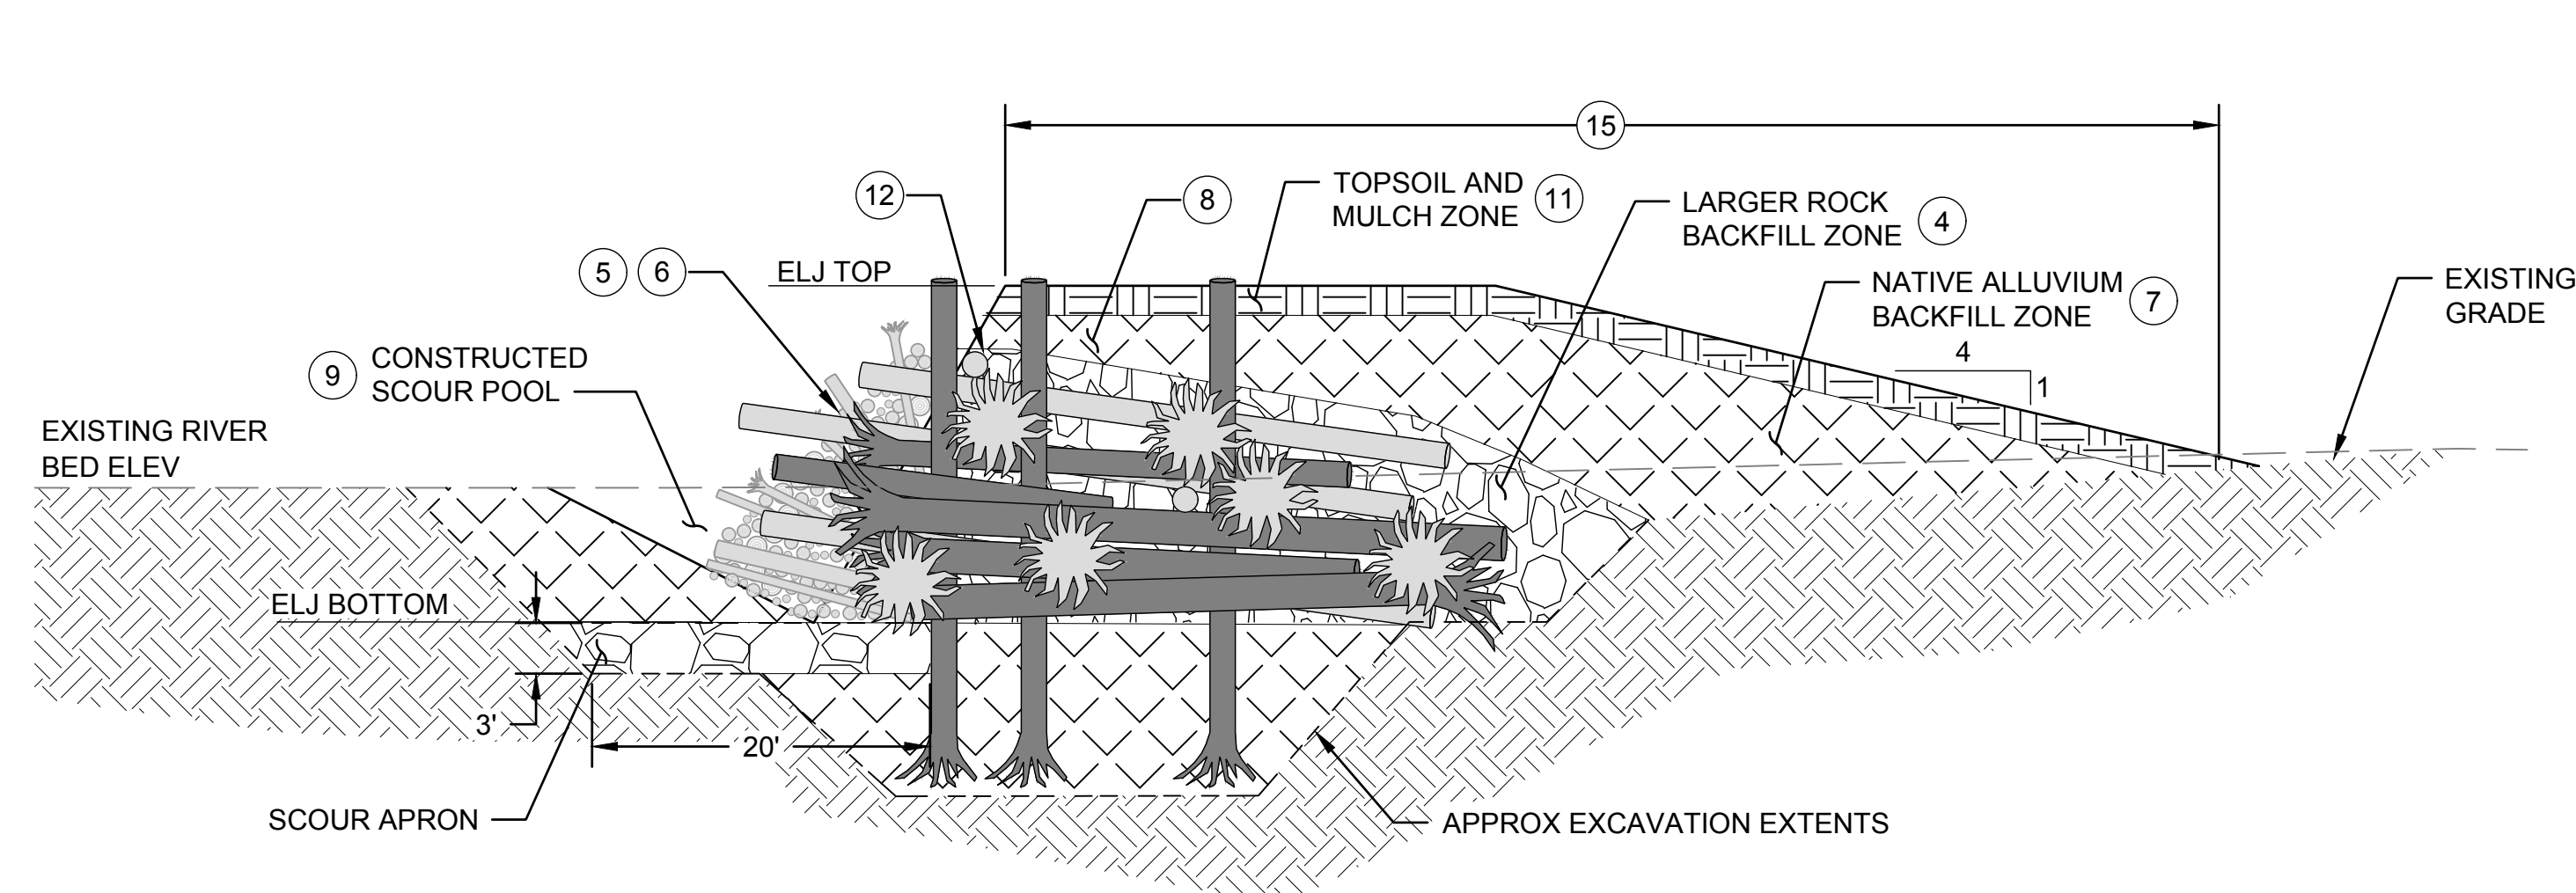 15
12
8
TOPSOIL AND
MULCH ZONE
11
LARGER ROCK
BACKFILL ZONE
4
5 6
ELJ TOP
NATIVE ALLUVIUM
BACKFILL ZONE
7
EXISTING
GRADE
9
CONSTRUCTED
SCOUR POOL
4
1
EXISTING RIVER
BED ELEV
ELJ BOTTOM
3'
20'
SCOUR APRON
APPROX EXCAVATION EXTENTS